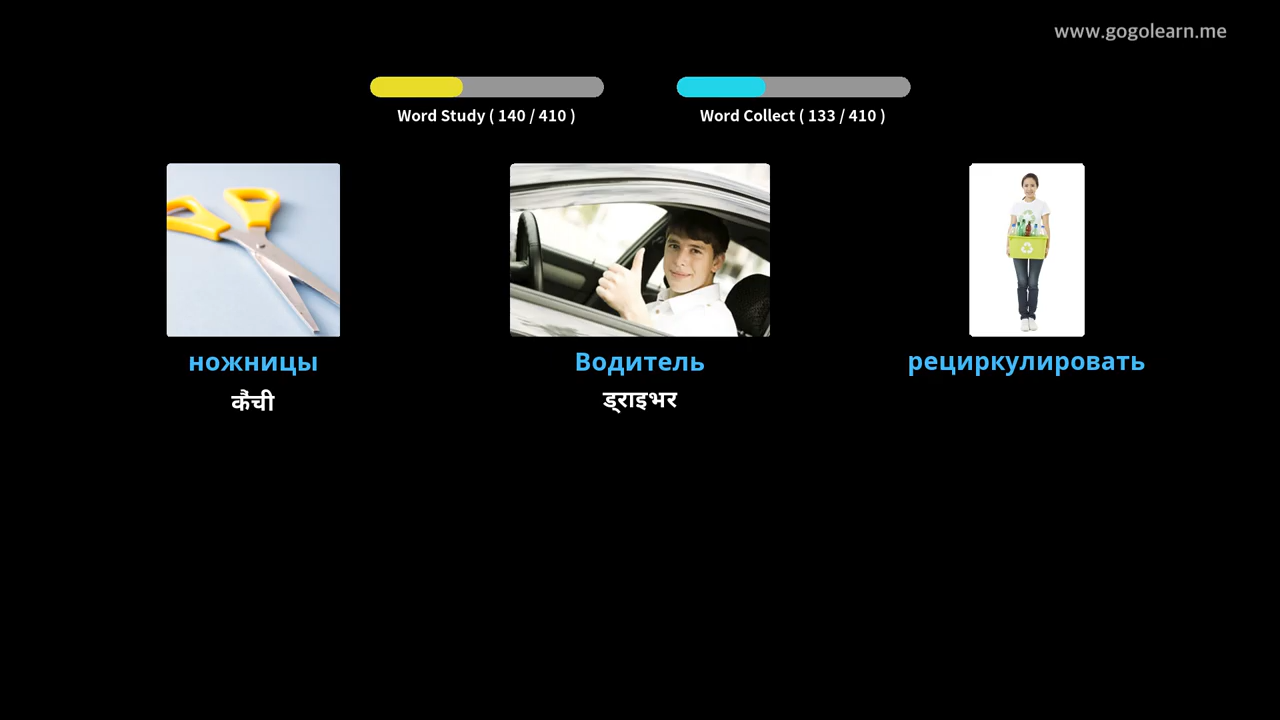 www.gogolearn.me
Word Study ( 140 / 410 )
Word Collect ( 133 / 410 )
ножницы
Водитель
рециркулировать
कैंची
ड्राइभर